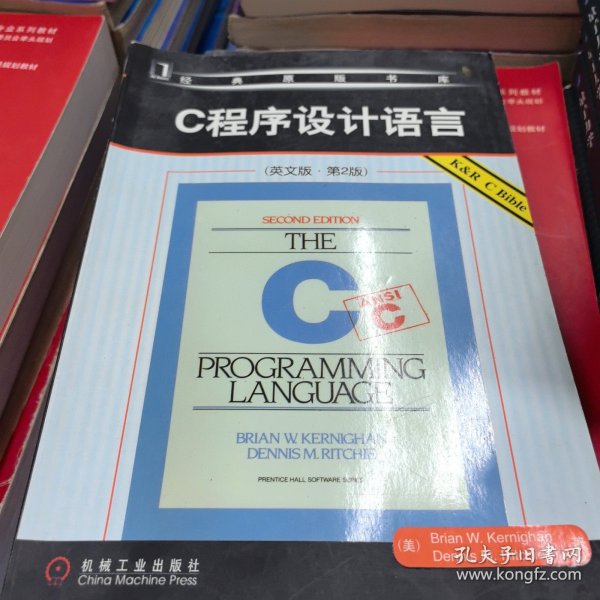 经典原版书库
C程序设计语言
(英文版·第2版)
K&R C Bible
SECOND EDITION
THE
C
ANSI
C
PROGRAMMING
LANGUAGE
BRIAN W. KERNIGHAN
DENNIS M. RITCHIE
PRENTICE HALL SOFTWARE SERIES
(美)
Brian W. Kernighan
Dennis
机械工业出版社
China Machine Press
孔夫子旧书网
www.kongfz.com